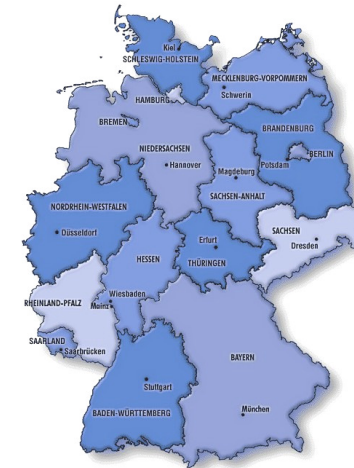 Kiel
SCHLESWIG-HOLSTEIN
MECKLENBURG-VORPOMMERN
Schwerin
HAMBURG
BREMEN
BRANDENBURG
NIEDERSACHSEN
BERLIN
Potsdam
Hannover
Magdeburg
SACHSEN-ANHALT
NORDRHEIN-WESTFALEN
Düsseldorf
SACHSEN
Dresden
Erfurt
THÜRINGEN
HESSEN
Wiesbaden
RHEINLAND-PFALZ
Mainz
SAARLAND
Saarbrücken
BAYERN
Stuttgart
BADEN-WÜRTTEMBERG
München